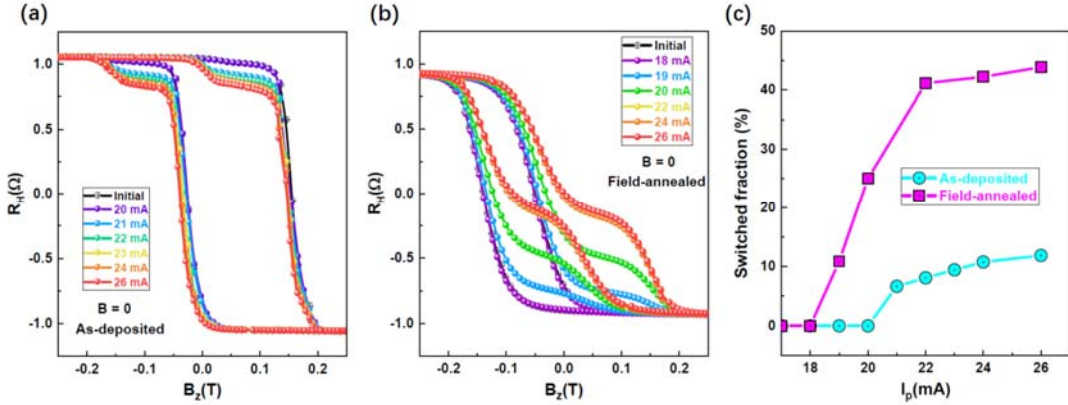 (a)
1.0
0.5
0.0
-0.5
-1.0
R_H(Ω)
Initial
20 mA
21 mA
22 mA
23 mA
24 mA
26 mA
B = 0
As-deposited
-0.2
-0.1
0.0
0.1
0.2
B_z(T)
(b)
1.0
0.5
0.0
-0.5
-1.0
R_H(Ω)
Initial
18 mA
19 mA
20 mA
22 mA
24 mA
26 mA
B = 0
Field-annealed
-0.2
-0.1
0.0
0.1
0.2
B_z(T)
(c)
50
40
30
20
10
0
Switched fraction (%)
As-deposited
Field-annealed
18
20
22
24
26
I_p(mA)